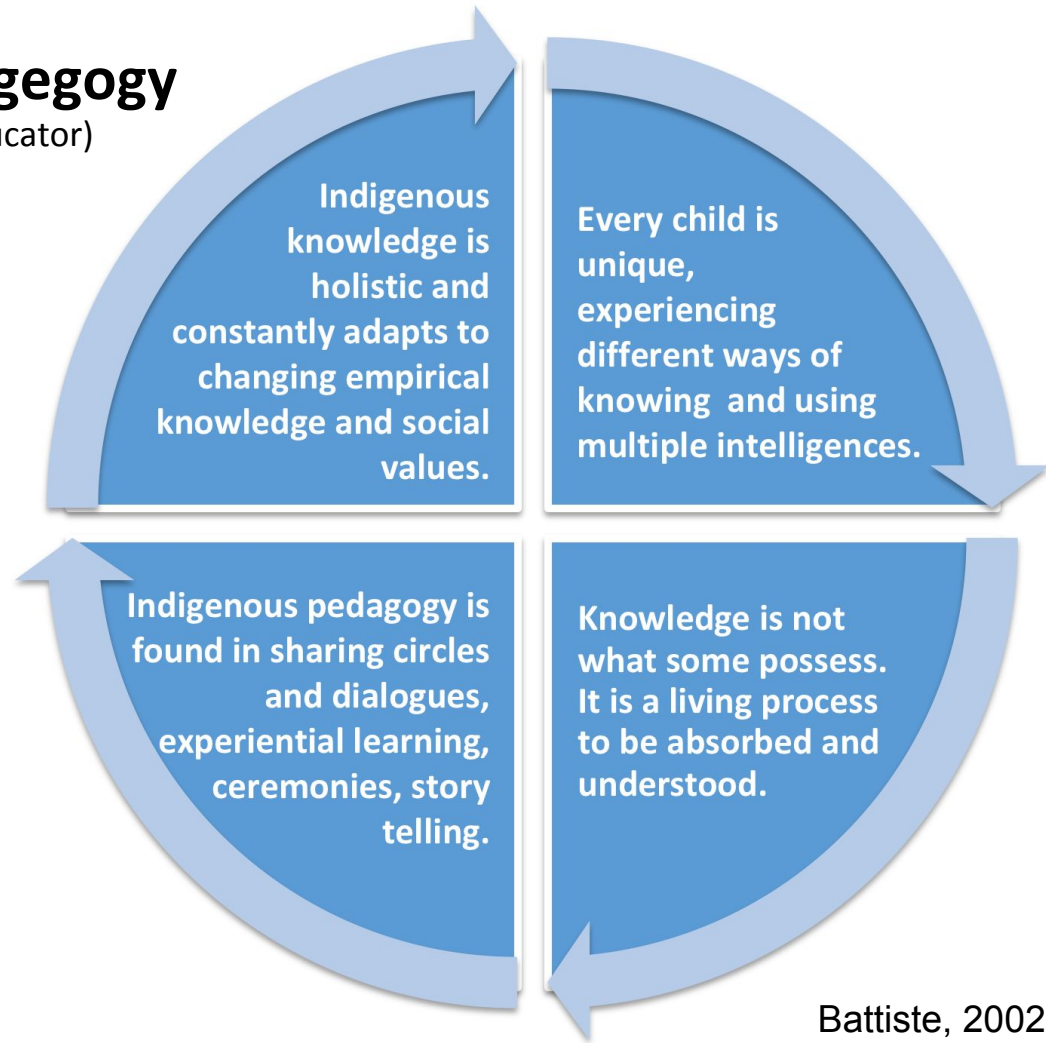 gegogy
ucator)
Indigenous
knowledge is
holistic and
constantly adapts to
changing empirical
knowledge and social
values.
Every child is
unique,
experiencing
different ways of
knowing  and using
multiple intelligences.
Indigenous pedagogy is
found in sharing circles
and dialogues,
experiential learning,
ceremonies, story
telling.
Knowledge is not
what some possess.
It is a living process
to be absorbed and
understood.
Battiste, 2002